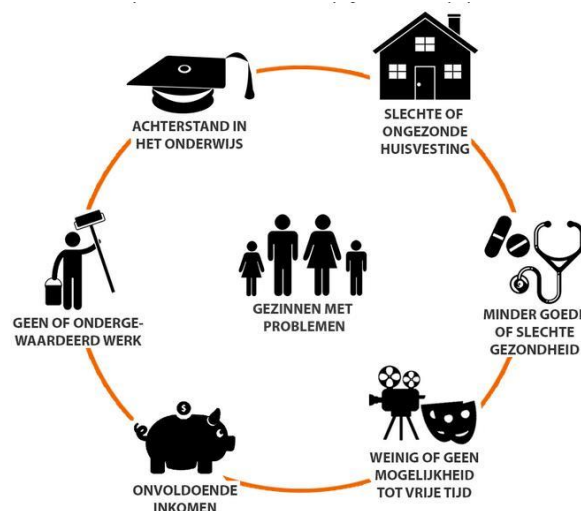 ACHTERSTAND IN
HET ONDERWIJS
SLECHTE OF
ONGEZONDE
HUISVESTING
MINDER GOEDE
OF SLECHTE
GEZONDHEID
WEINIG OF GEEN
MOGELIJKHEID
TOT VRIJE TIJD
ONVOLDOENDE
INKOMEN
GEEN OF ONDERGE-
WAARDEERD WERK
GEZINNEN MET
PROBLEMEN